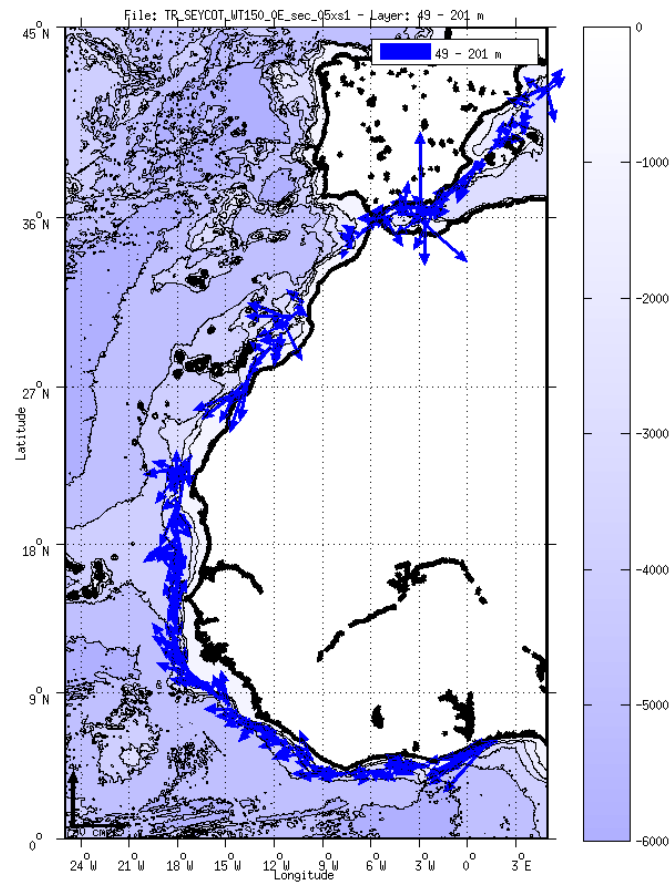 File: TR_SEYCOT_WT150_OE_sec_05xs1 - Layer: 49 - 201 m
45°N
49 - 201 m
0
-1000
36°N
-2000
27°N
-3000
Latitude
18°N
-4000
9°N
-5000
0°
-6000
24°W 21°W 18°W 15°W 12°W 9°W 6°W 3°W 0° 3°E
Longitude